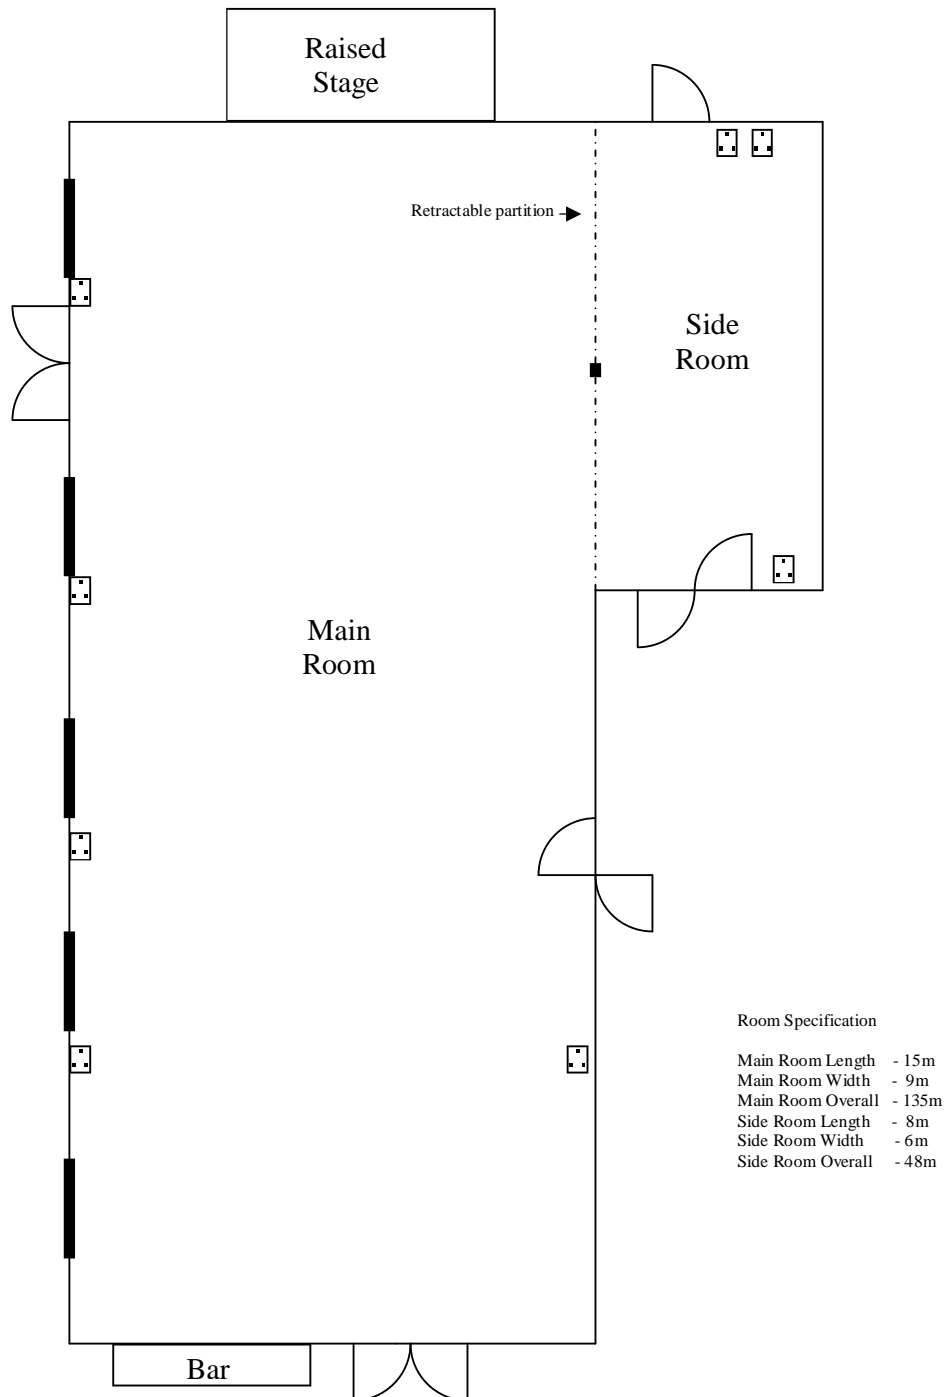 Raised
Stage
Retractable partition
Side
Room
Main
Room
Room Specification
Main Room Length - 15m
Main Room Width - 9m
Main Room Overall - 135m
Side Room Length - 8m
Side Room Width - 6m
Side Room Overall - 48m
Bar